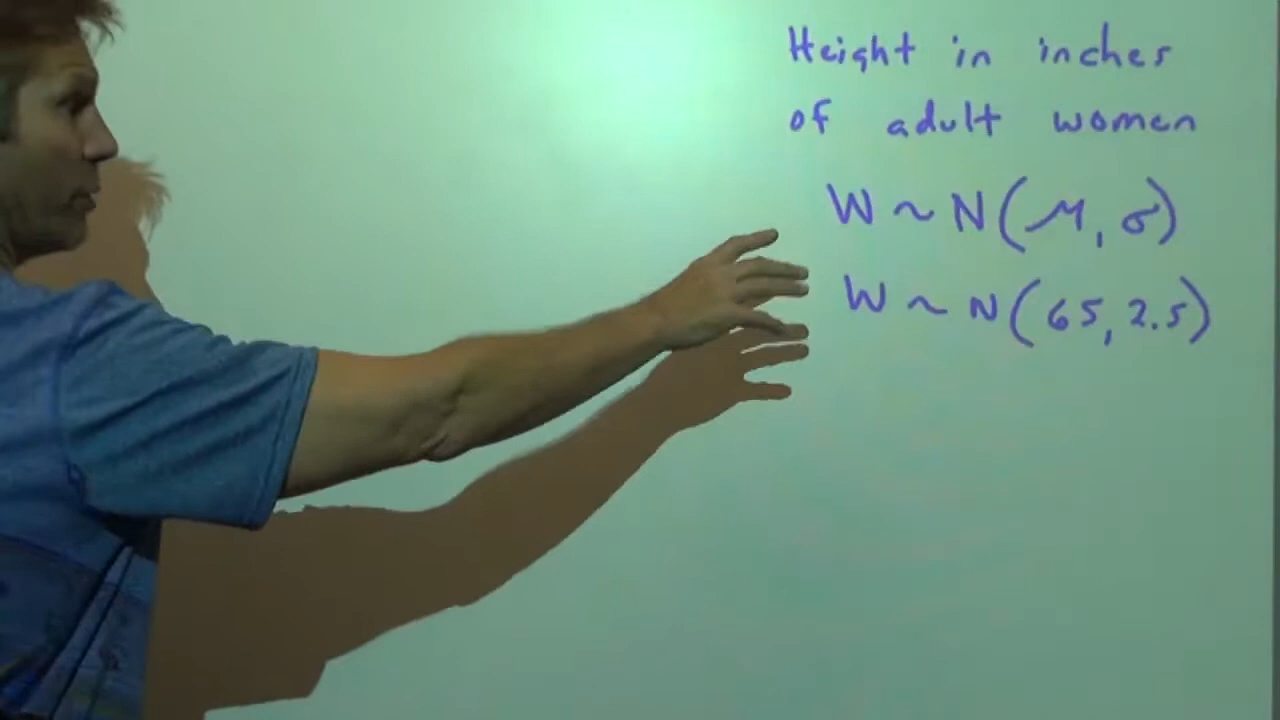 Height in inches
of adult women
W ~ N(μ, σ)
W ~ N(65, 2.5)